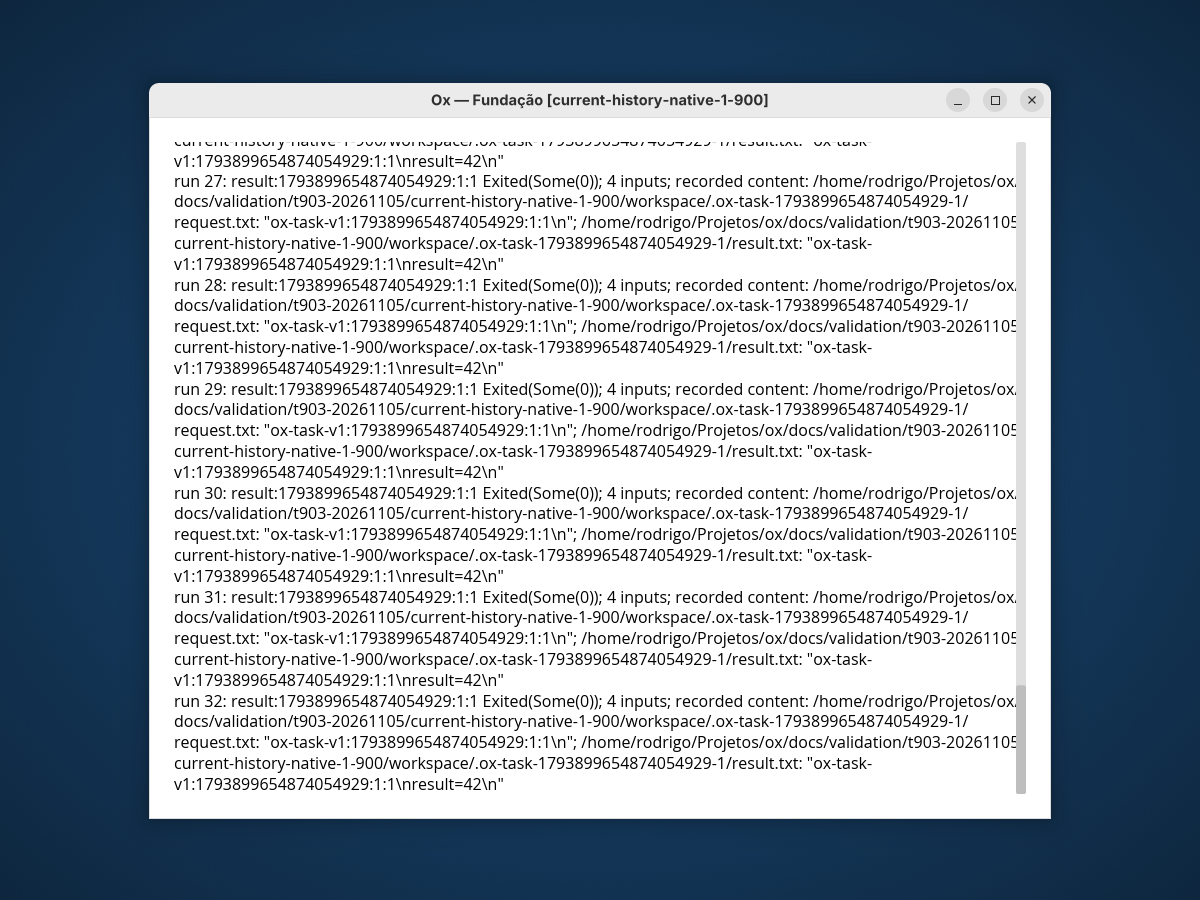 Ox — Fundação [current-history-native-1-900]
current-history-native-1-900/workspace/.ox-task-1793899654874054929-1/result.txt: "ox-task-
v1:1793899654874054929:1:1\nresult=42\n"
run 27: result:1793899654874054929:1:1 Exited(Some(0)); 4 inputs; recorded content: /home/rodrigo/Projetos/ox/
docs/validation/t903-20261105/current-history-native-1-900/workspace/.ox-task-1793899654874054929-1/
request.txt: "ox-task-v1:1793899654874054929:1:1\n"; /home/rodrigo/Projetos/ox/docs/validation/t903-20261105
current-history-native-1-900/workspace/.ox-task-1793899654874054929-1/result.txt: "ox-task-
v1:1793899654874054929:1:1\nresult=42\n"
run 28: result:1793899654874054929:1:1 Exited(Some(0)); 4 inputs; recorded content: /home/rodrigo/Projetos/ox/
docs/validation/t903-20261105/current-history-native-1-900/workspace/.ox-task-1793899654874054929-1/
request.txt: "ox-task-v1:1793899654874054929:1:1\n"; /home/rodrigo/Projetos/ox/docs/validation/t903-20261105
current-history-native-1-900/workspace/.ox-task-1793899654874054929-1/result.txt: "ox-task-
v1:1793899654874054929:1:1\nresult=42\n"
run 29: result:1793899654874054929:1:1 Exited(Some(0)); 4 inputs; recorded content: /home/rodrigo/Projetos/ox/
docs/validation/t903-20261105/current-history-native-1-900/workspace/.ox-task-1793899654874054929-1/
request.txt: "ox-task-v1:1793899654874054929:1:1\n"; /home/rodrigo/Projetos/ox/docs/validation/t903-20261105
current-history-native-1-900/workspace/.ox-task-1793899654874054929-1/result.txt: "ox-task-
v1:1793899654874054929:1:1\nresult=42\n"
run 30: result:1793899654874054929:1:1 Exited(Some(0)); 4 inputs; recorded content: /home/rodrigo/Projetos/ox/
docs/validation/t903-20261105/current-history-native-1-900/workspace/.ox-task-1793899654874054929-1/
request.txt: "ox-task-v1:1793899654874054929:1:1\n"; /home/rodrigo/Projetos/ox/docs/validation/t903-20261105
current-history-native-1-900/workspace/.ox-task-1793899654874054929-1/result.txt: "ox-task-
v1:1793899654874054929:1:1\nresult=42\n"
run 31: result:1793899654874054929:1:1 Exited(Some(0)); 4 inputs; recorded content: /home/rodrigo/Projetos/ox/
docs/validation/t903-20261105/current-history-native-1-900/workspace/.ox-task-1793899654874054929-1/
request.txt: "ox-task-v1:1793899654874054929:1:1\n"; /home/rodrigo/Projetos/ox/docs/validation/t903-20261105
current-history-native-1-900/workspace/.ox-task-1793899654874054929-1/result.txt: "ox-task-
v1:1793899654874054929:1:1\nresult=42\n"
run 32: result:1793899654874054929:1:1 Exited(Some(0)); 4 inputs; recorded content: /home/rodrigo/Projetos/ox/
docs/validation/t903-20261105/current-history-native-1-900/workspace/.ox-task-1793899654874054929-1/
request.txt: "ox-task-v1:1793899654874054929:1:1\n"; /home/rodrigo/Projetos/ox/docs/validation/t903-20261105
current-history-native-1-900/workspace/.ox-task-1793899654874054929-1/result.txt: "ox-task-
v1:1793899654874054929:1:1\nresult=42\n"